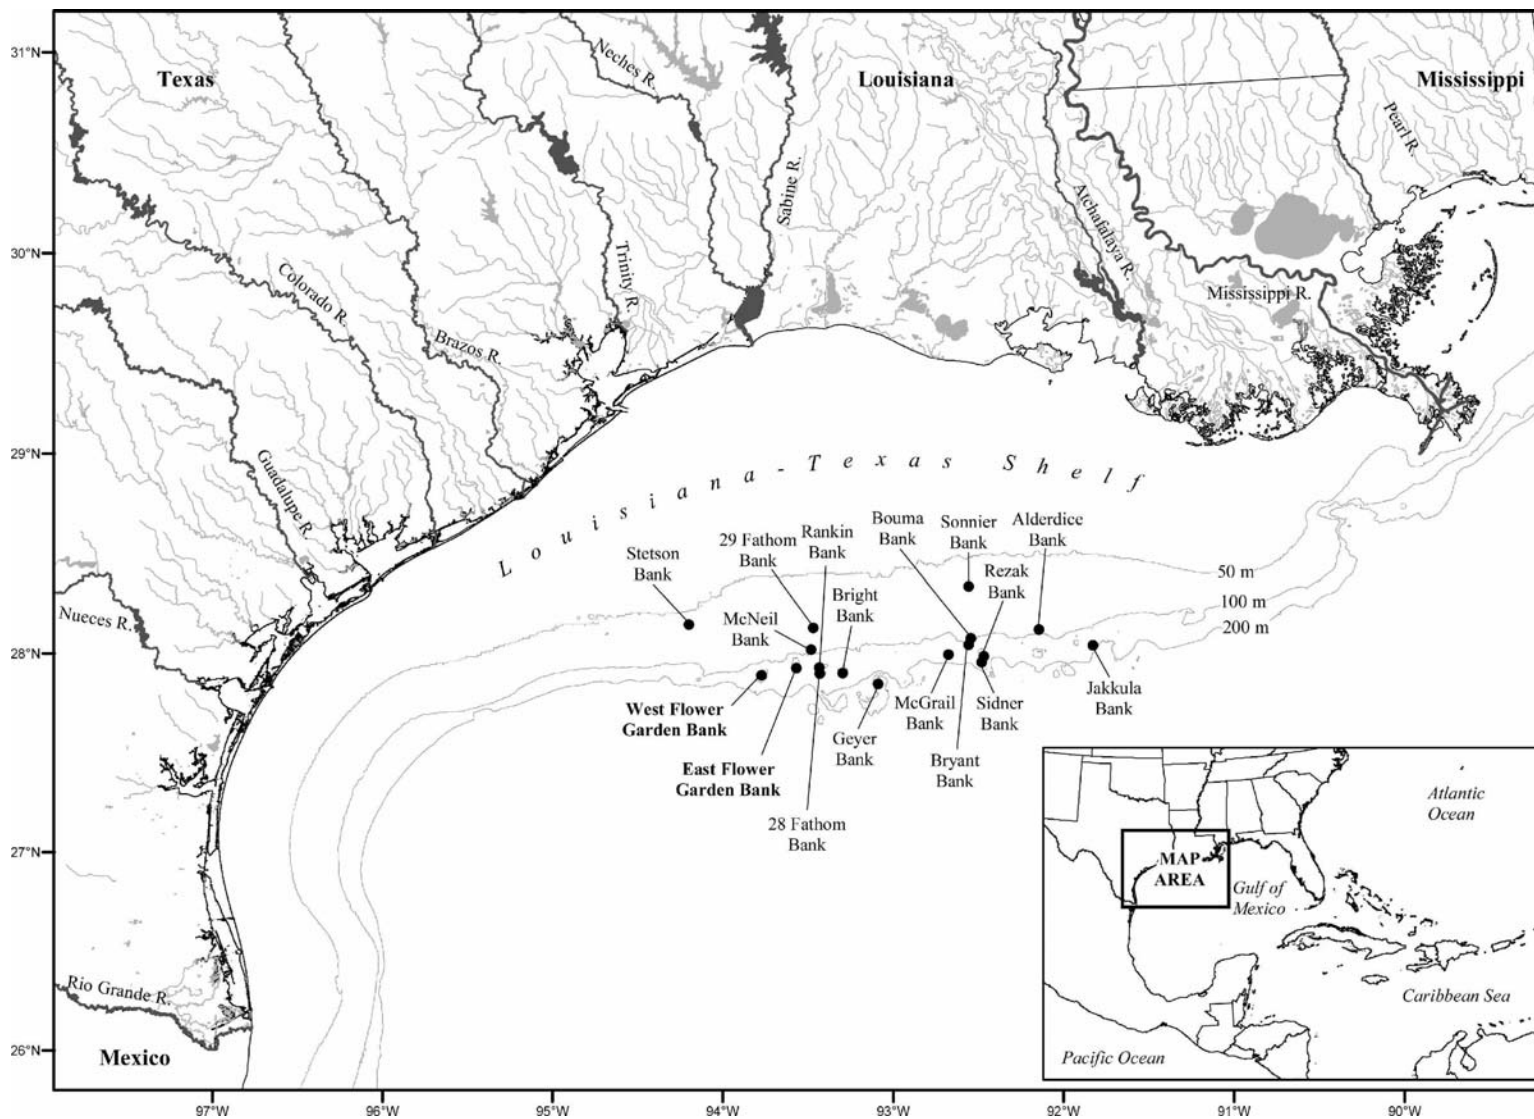 31°N
30°N
29°N
28°N
27°N
26°N
Texas
Neches R.
Louisiana
Mississippi
Pearl R.
Sabine R.
Atchafalaya R.
Trinity R.
Colorado R.
Mississippi R.
Brazos R.
Guadalupe R.
Nueces R.
Rio Grande R.
Mexico
Louisiana-Texas Shelf
Stetson
Bank
29 Fathom
Bank
Rankin
Bank
Bouma
Bank
Sonnier
Bank
Alderdice
Bank
Rezak
Bank
McNeil
Bank
Bright
Bank
50 m
100 m
200 m
West Flower
Garden Bank
East Flower
Garden Bank
28 Fathom
Bank
Geyer
Bank
McGrail
Bank
Bryant
Bank
Sidner
Bank
Jakkula
Bank
Atlantic
Ocean
MAP
AREA
Gulf of
Mexico
Caribbean Sea
Pacific Ocean
97°W
96°W
95°W
94°W
93°W
92°W
91°W
90°W